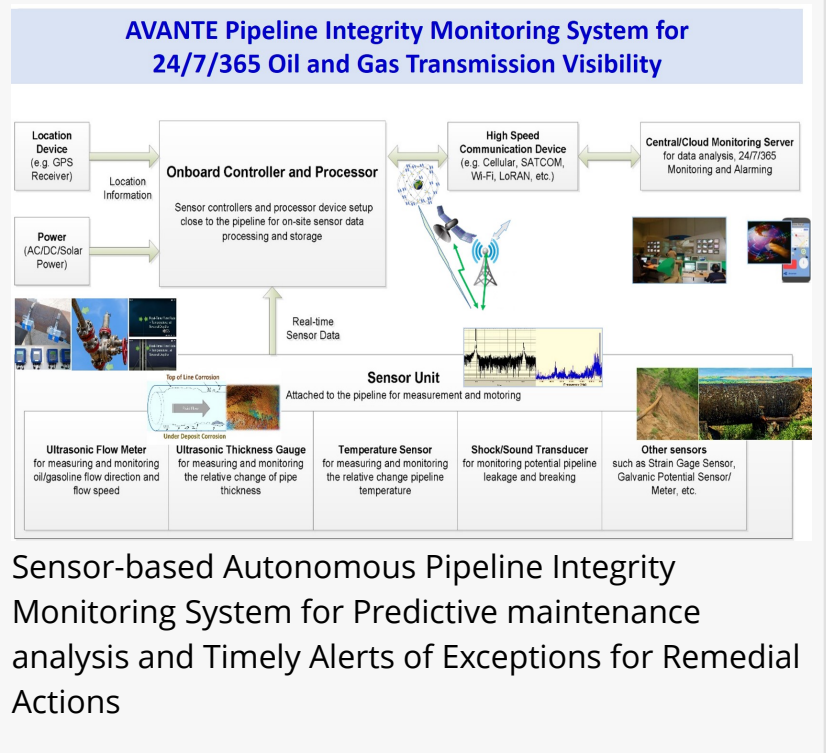 AVANTE Pipeline Integrity Monitoring System for
24/7/365 Oil and Gas Transmission Visibility
Location
Device
(e.g. GPS
Receiver)
Location
Information
Power
(AC/DC/Solar
Power)
Onboard Controller and Processor
Sensor controllers and processor device setup
close to the pipeline for on-site sensor data
processing and storage
High Speed
Communication Device
(e.g. Cellular, SATCOM,
Wi-Fi, LoRAN, etc.)
Central/Cloud Monitoring Server
for data analysis, 24/7/365
Monitoring and Alarming
Real-time
Sensor Data
Sensor Unit
Attached to the pipeline for measurement and motoring
Top of Line Corrosion
Under Deposit Corrosion
Ultrasonic Flow Meter
for measuring and monitoring
oil/gasoline flow direction and
flow speed
Ultrasonic Thickness Gauge
for measuring and monitoring
the relative change of pipe
thickness
Temperature Sensor
for measuring and monitoring
the relative change pipeline
temperature
Shock/Sound Transducer
for monitoring potential pipeline
leakage and breaking
Other sensors
such as Strain Gage Sensor,
Galvanic Potential Sensor/
Meter, etc.
Sensor-based Autonomous Pipeline Integrity
Monitoring System for Predictive maintenance
analysis and Timely Alerts of Exceptions for Remedial
Actions